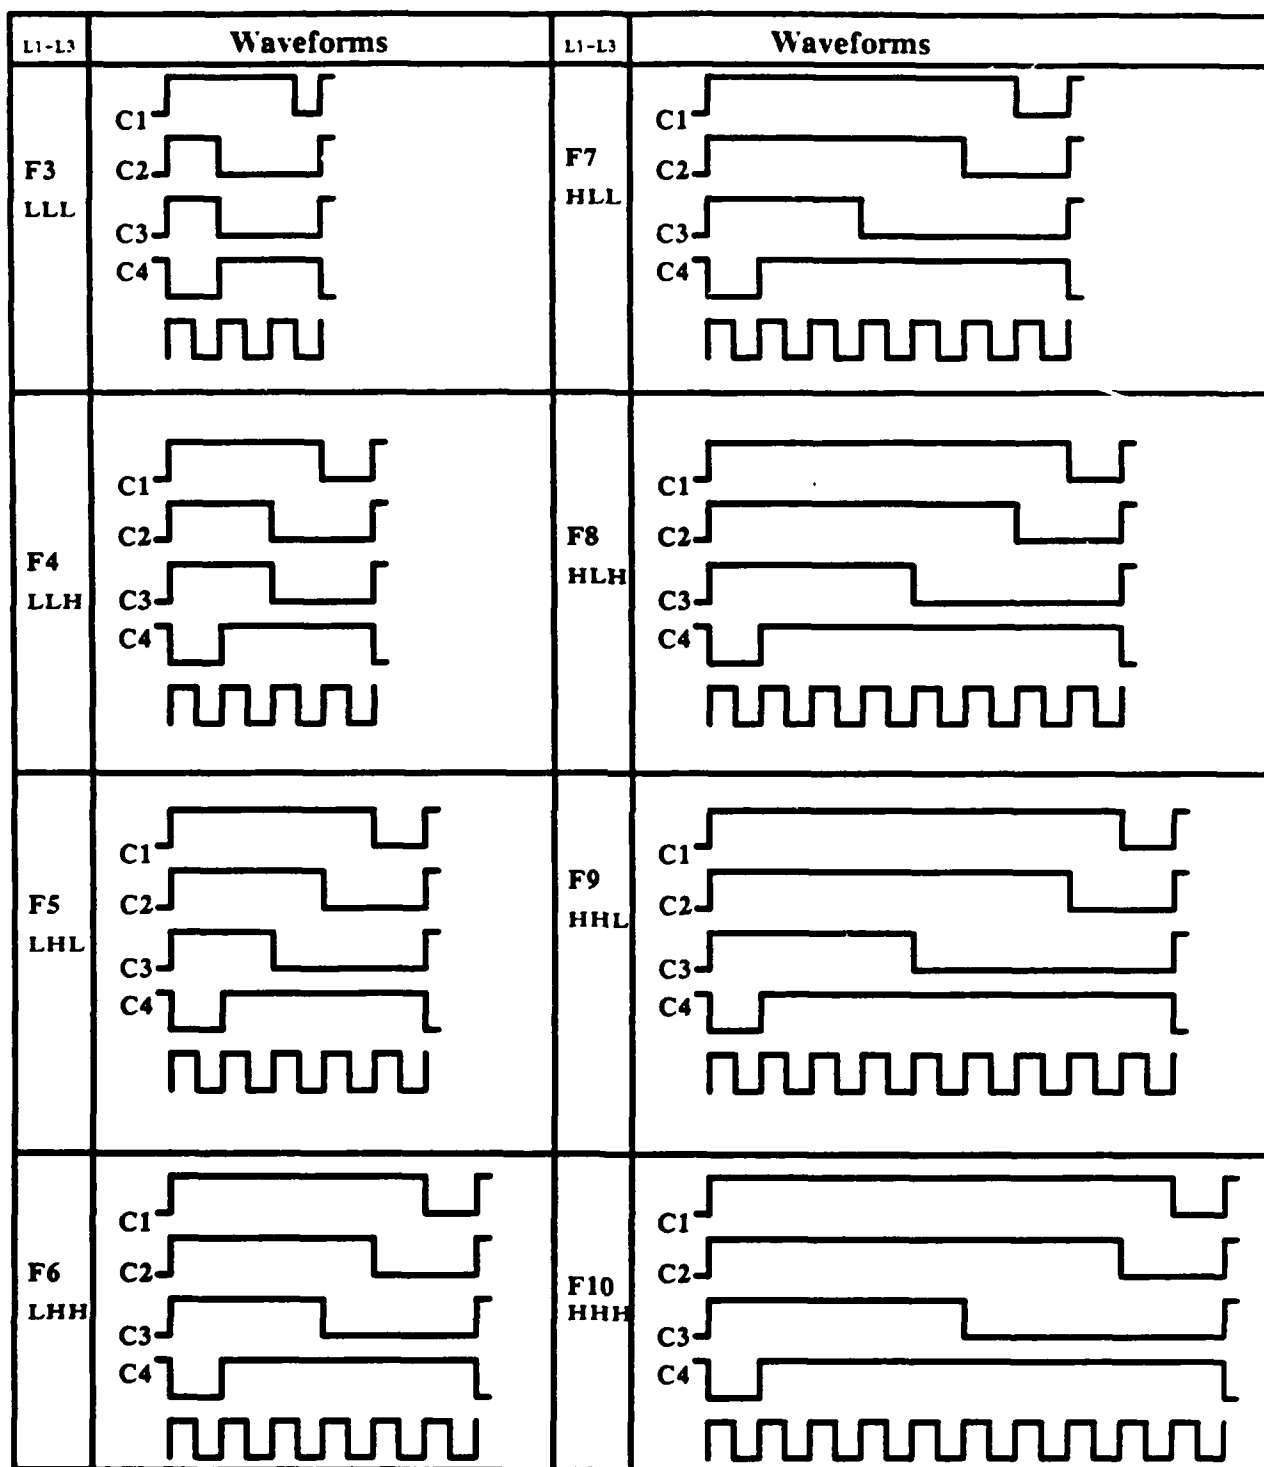 L1-L3 Waveforms L1-L3 Waveforms
F3
LLL
C1
C2
C3
C4
F7
HLL
C1
C2
C3
C4
F4
LLH
C1
C2
C3
C4
F8
HLH
C1
C2
C3
C4
F5
LHL
C1
C2
C3
C4
F9
HHL
C1
C2
C3
C4
F6
LHH
C1
C2
C3
C4
F10
HHH
C1
C2
C3
C4